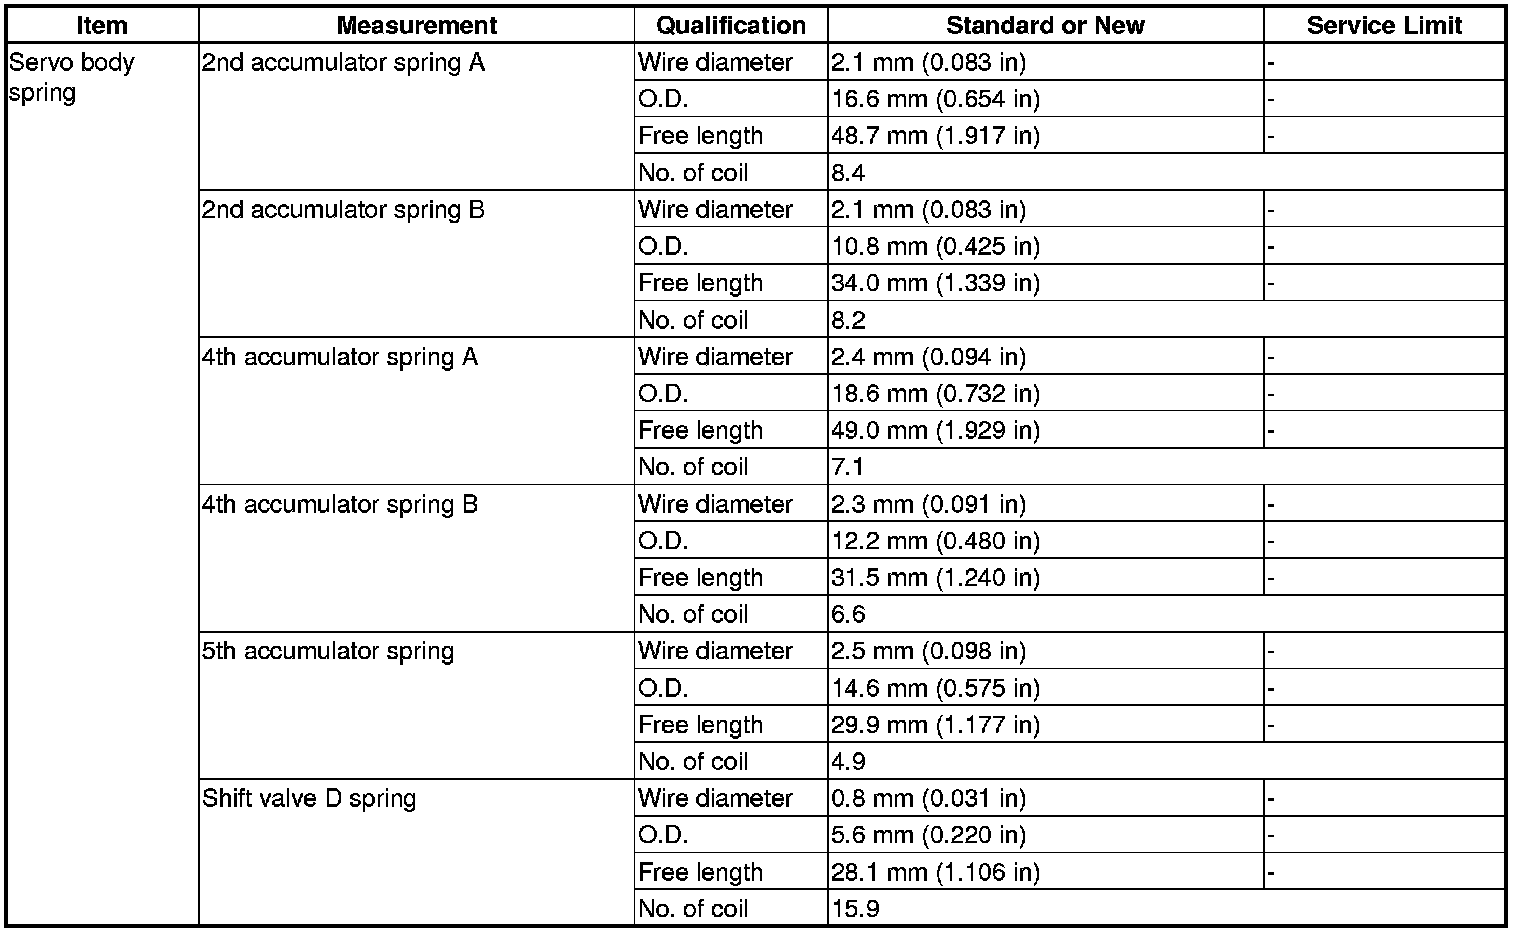 Item Measurement Qualification Standard or New Service Limit
Servo body spring 2nd accumulator spring A Wire diameter 2.1 mm (0.083 in) -
O.D. 16.6 mm (0.654 in) -
Free length 48.7 mm (1.917 in) -
No. of coil 8.4
2nd accumulator spring B Wire diameter 2.1 mm (0.083 in) -
O.D. 10.8 mm (0.425 in) -
Free length 34.0 mm (1.339 in) -
No. of coil 8.2
4th accumulator spring A Wire diameter 2.4 mm (0.094 in) -
O.D. 18.6 mm (0.732 in) -
Free length 49.0 mm (1.929 in) -
No. of coil 7.1
4th accumulator spring B Wire diameter 2.3 mm (0.091 in) -
O.D. 12.2 mm (0.480 in) -
Free length 31.5 mm (1.240 in) -
No. of coil 6.6
5th accumulator spring Wire diameter 2.5 mm (0.098 in) -
O.D. 14.6 mm (0.575 in) -
Free length 29.9 mm (1.177 in) -
No. of coil 4.9
Shift valve D spring Wire diameter 0.8 mm (0.031 in) -
O.D. 5.6 mm (0.220 in) -
Free length 28.1 mm (1.106 in) -
No. of coil 15.9